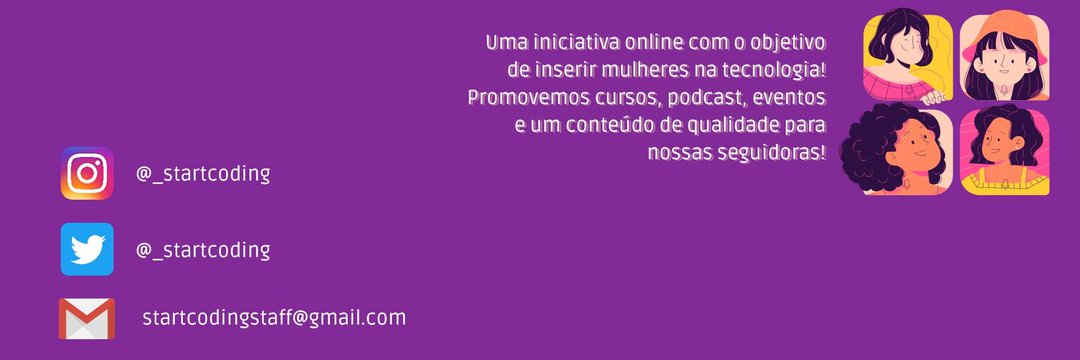 Uma iniciativa online com o objetivo
de inserir mulheres na tecnologia!
Promovemos cursos, podcast, eventos
e um conteúdo de qualidade para
nossas seguidoras!
@_startcoding
@_startcoding
startcodingstaff@gmail.com